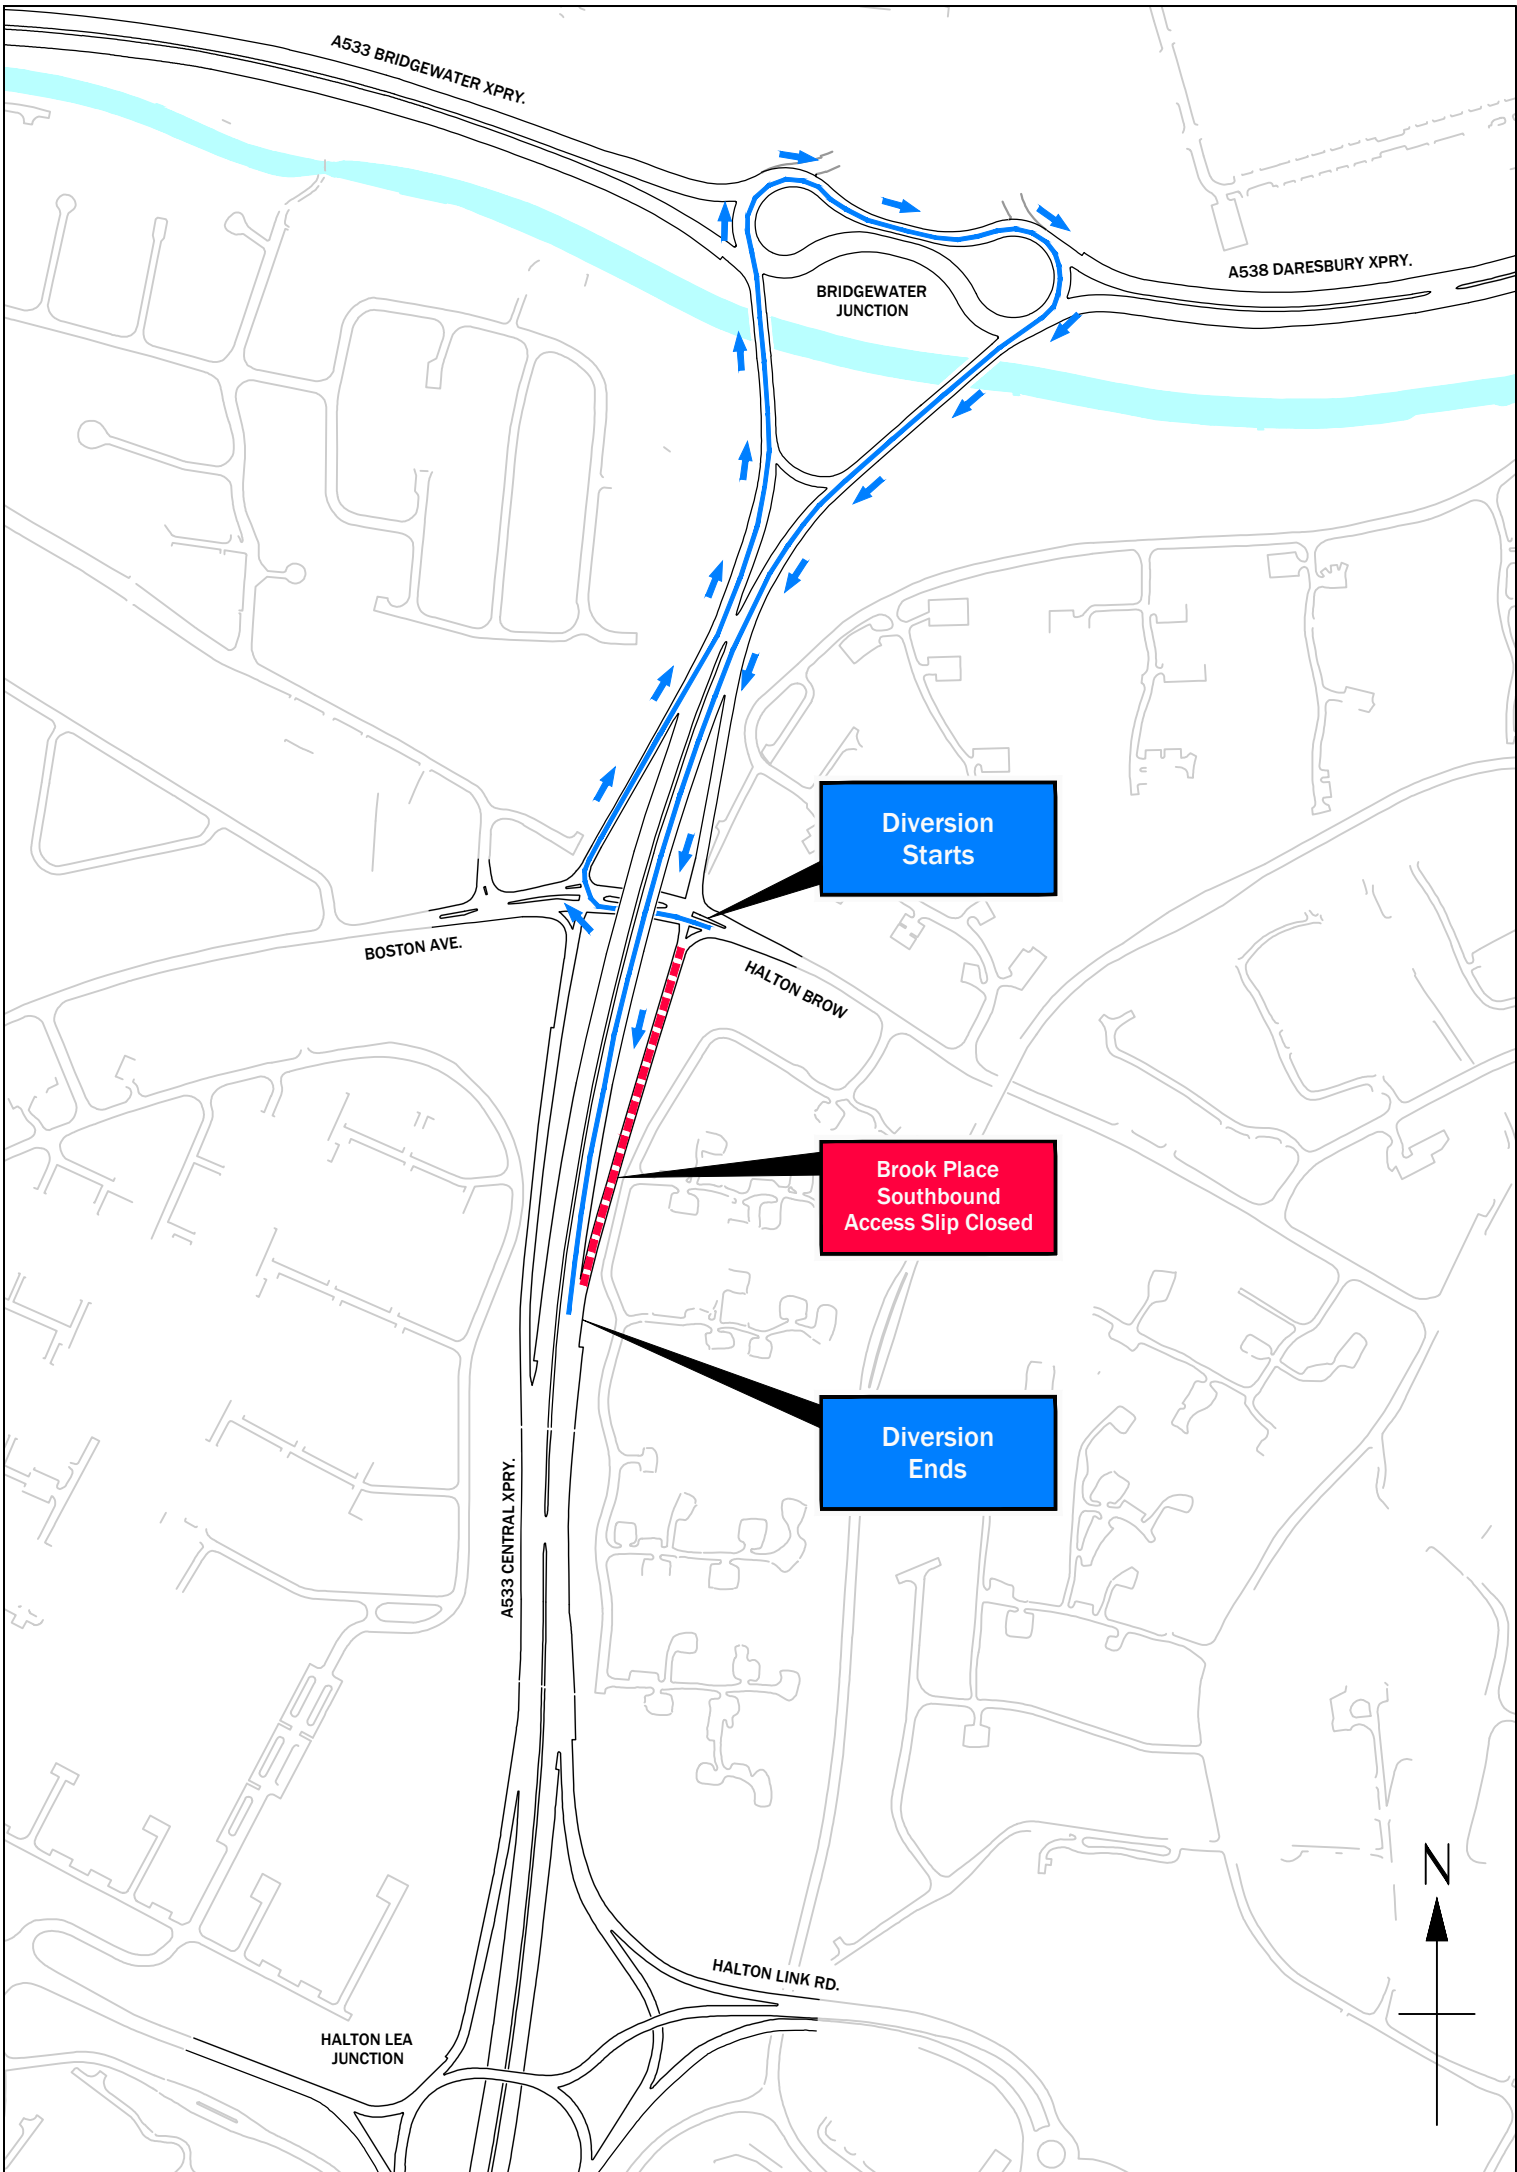 A533 BRIDGEWATER XPRY.
A538 DARESBURY XPRY.
BRIDGEWATER
JUNCTION
Diversion
Starts
BOSTON AVE.
HALTON BROW
Brook Place
Southbound
Access Slip Closed
Diversion
Ends
A533 CENTRAL XPRY.
N
HALTON LINK RD.
HALTON LEA
JUNCTION